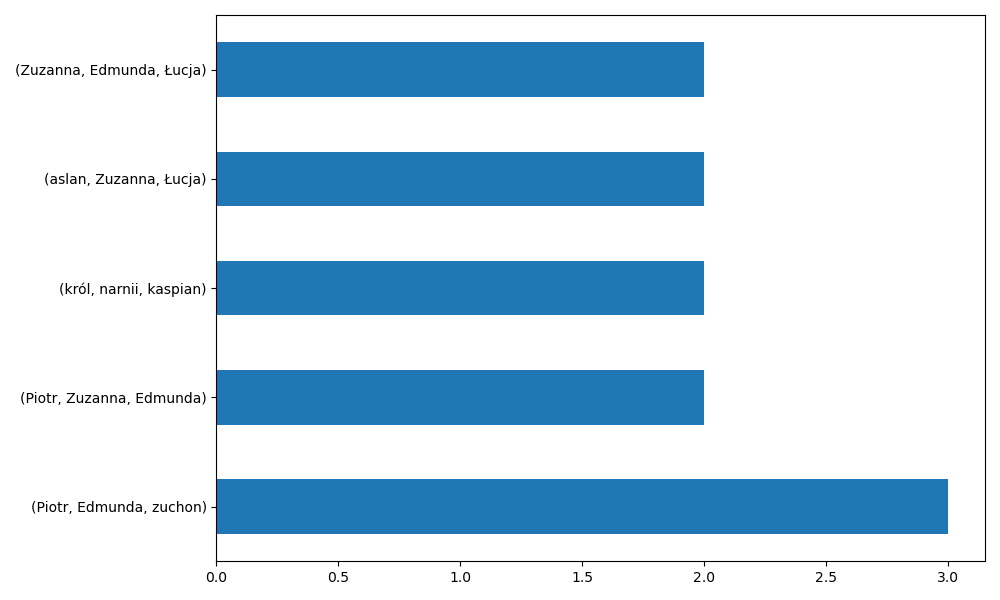 (Zuzanna, Edmunda, Łucja)
(aslan, Zuzanna, Łucja)
(król, narnii, kaspian)
(Piotr, Zuzanna, Edmunda)
(Piotr, Edmunda, zuchon)
0.0 0.5 1.0 1.5 2.0 2.5 3.0